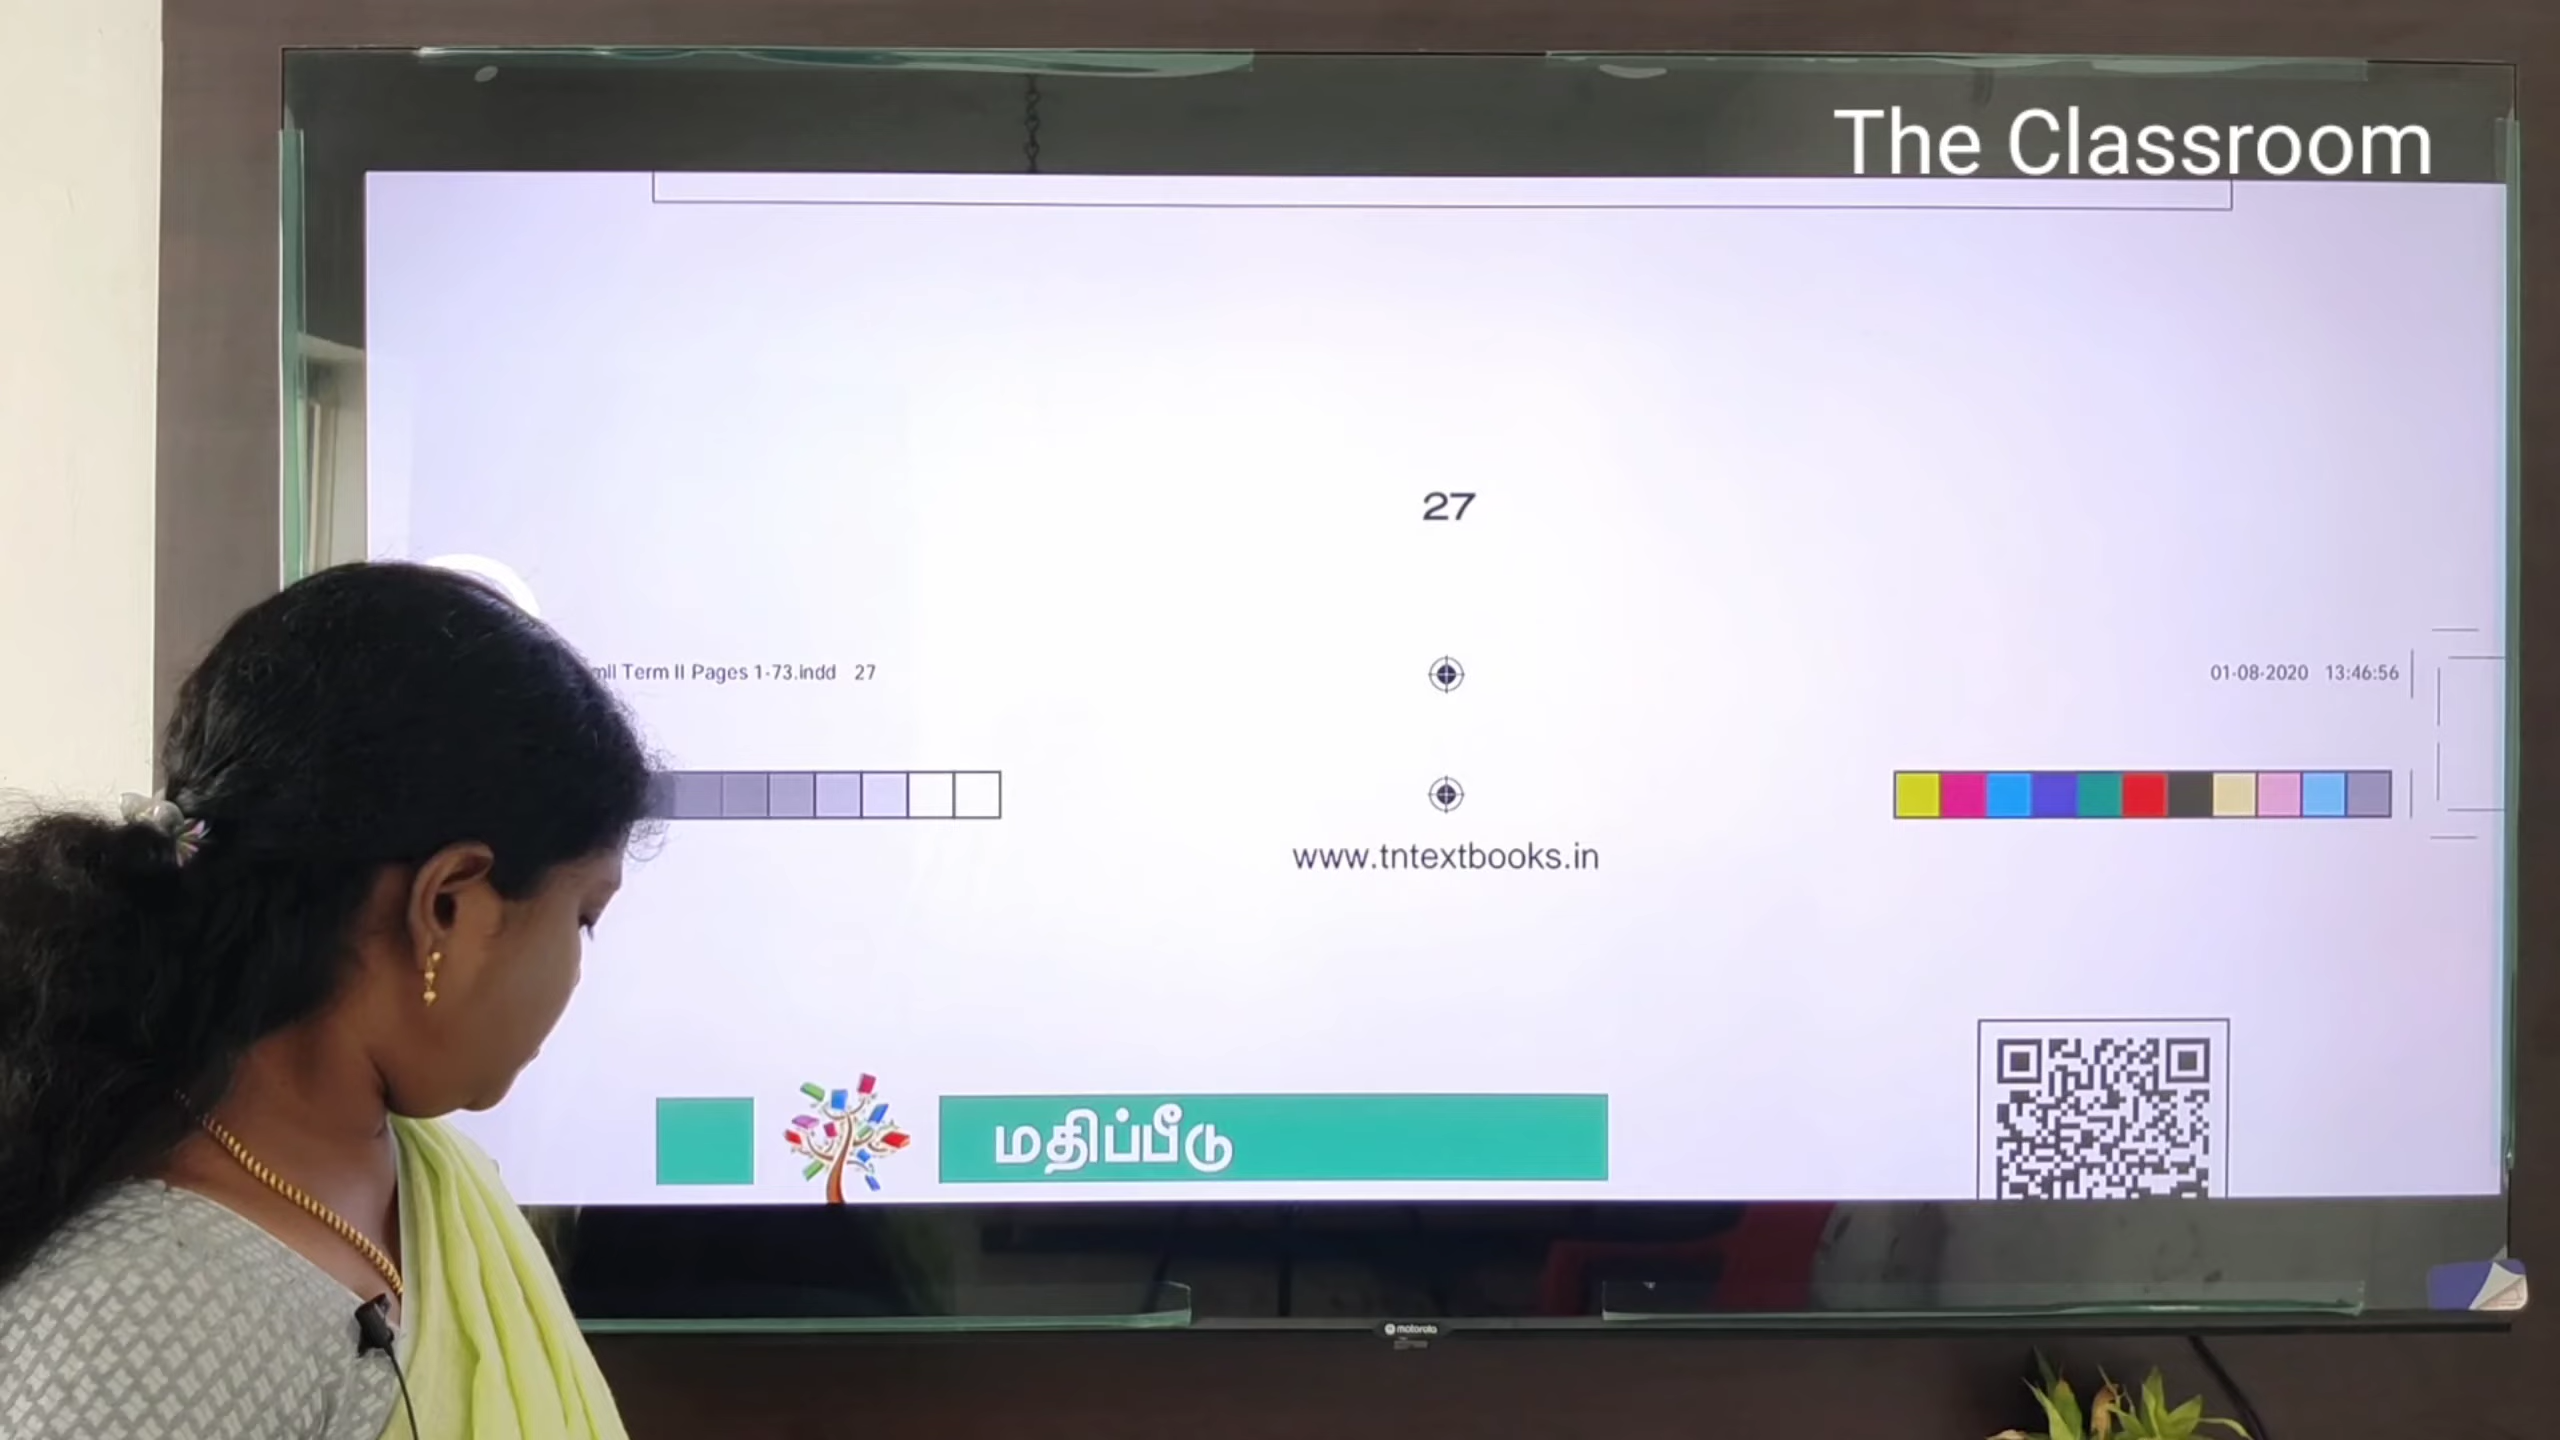 The Classroom
27
Term II Pages 1-73.indd 27
01-08-2020 13:46:56
www.tntextbooks.in
மதிப்பீடு
motorola